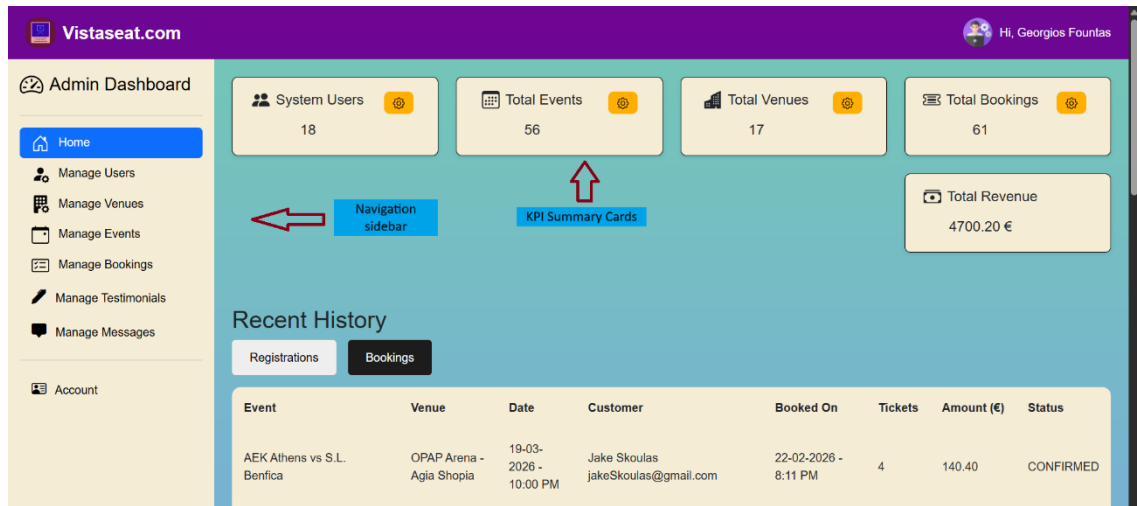 Vistaseat.com
Hi, Georgios Fountas
Admin Dashboard
Home
Manage Users
Manage Venues
Manage Events
Manage Bookings
Manage Testimonials
Manage Messages
Account
System Users
18
Total Events
56
Total Venues
17
Total Bookings
61
Total Revenue
4700.20 €
Navigation
sidebar
KPI Summary Cards
Recent History
Registrations
Bookings
Event Venue Date Customer Booked On Tickets Amount (€) Status
AEK Athens vs S.L.
Benfica
OPAP Arena -
Agia Shopia
19-03-
2026 -
10:00 PM
Jake Skoulas
jakeSkoulas@gmail.com
22-02-2026 -
8:11 PM
4
140.40
CONFIRMED